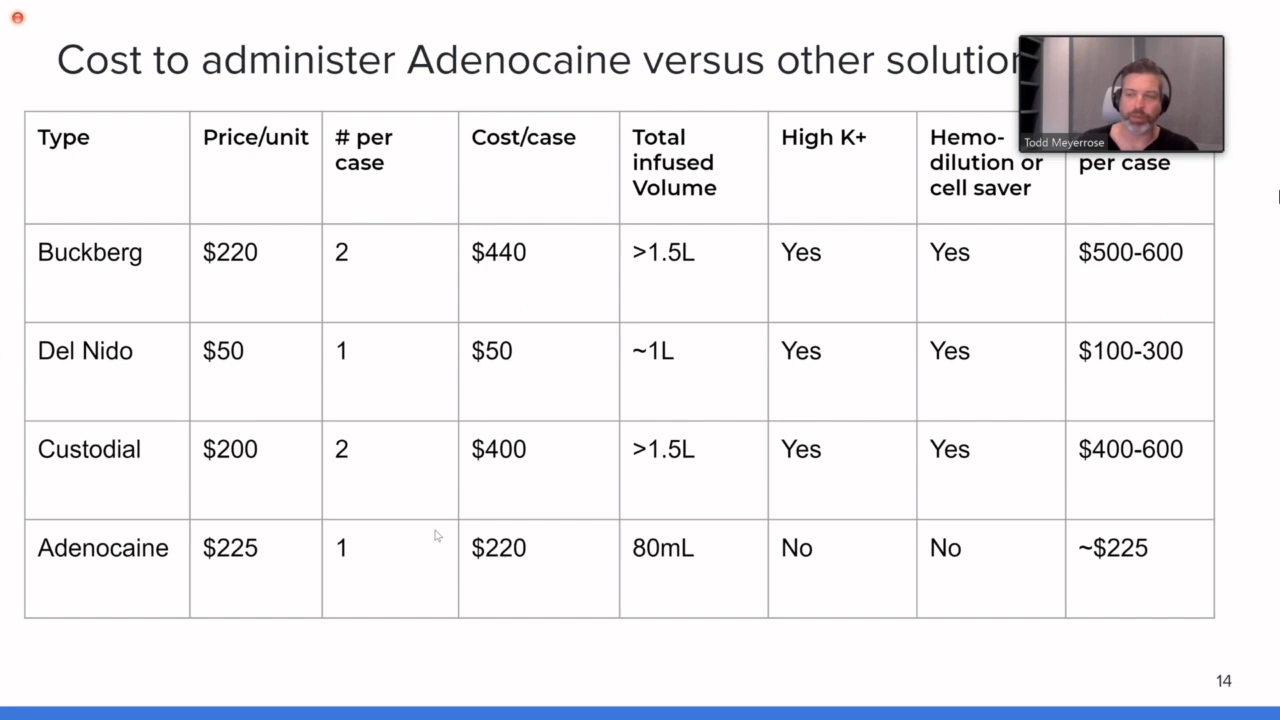 Cost to administer Adenocaine versus other
Todd Meyerrose
Type Price/unit # per case Cost/case Total infused Volume High K+ Hemo-dilution or cell saver per case
Buckberg $220 2 $440 >1.5L Yes Yes $500-600
Del Nido $50 1 $50 ~1L Yes Yes $100-300
Custodial $200 2 $400 >1.5L Yes Yes $400-600
Adenocaine $225 1 $220 80mL No No ~$225
14